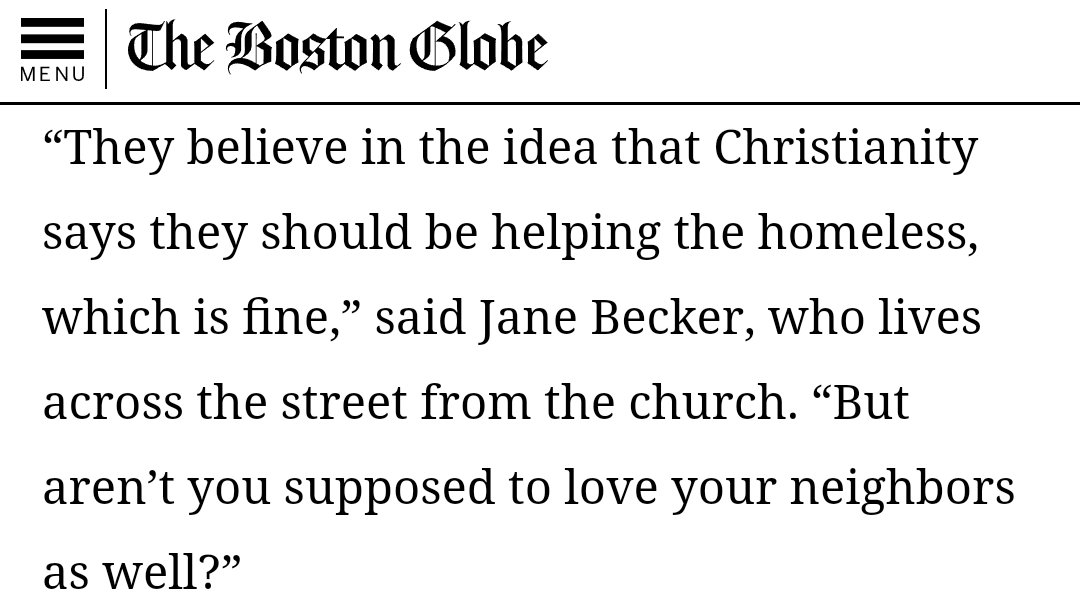 MENU
The Boston Globe
“They believe in the idea that Christianity
says they should be helping the homeless,
which is fine,” said Jane Becker, who lives
across the street from the church. “But
aren’t you supposed to love your neighbors
as well?”